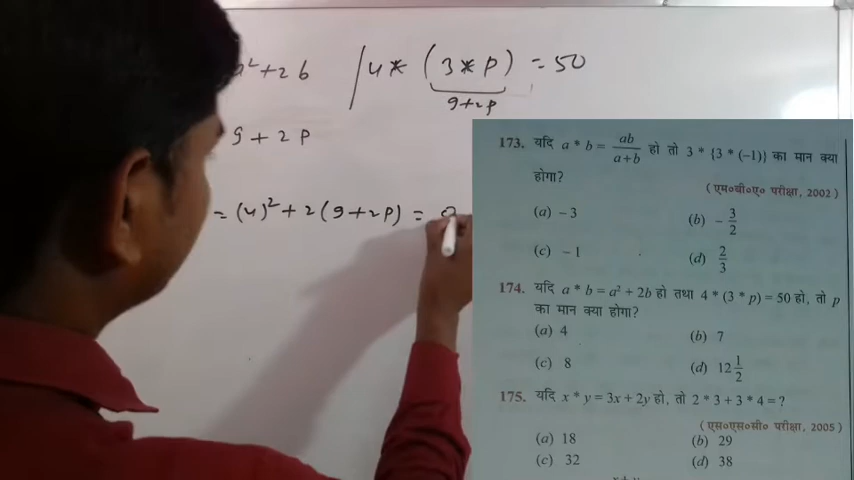 a² + 2b | 4 * (3 * p) = 50
9+2p
9 + 2p
= (4)² + 2 (9 + 2p) =
173. यदि a * b = ab/(a+b) हो तो 3 * {3 * (−1)} का मान क्या
होगा?
(एम०बी०ए० परीक्षा, 2002)
(a) − 3 (b) − 3/2
(c) − 1 (d) 2/3
174. यदि a * b = a² + 2b हो तथा 4 * (3 * p) = 50 हो, तो p
का मान क्या होगा?
(a) 4 (b) 7
(c) 8 (d) 12 1/2
175. यदि x * y = 3x + 2y हो, तो 2 * 3 + 3 * 4 = ?
(एस०एस०सी० परीक्षा, 2005)
(a) 18 (b) 29
(c) 32 (d) 38